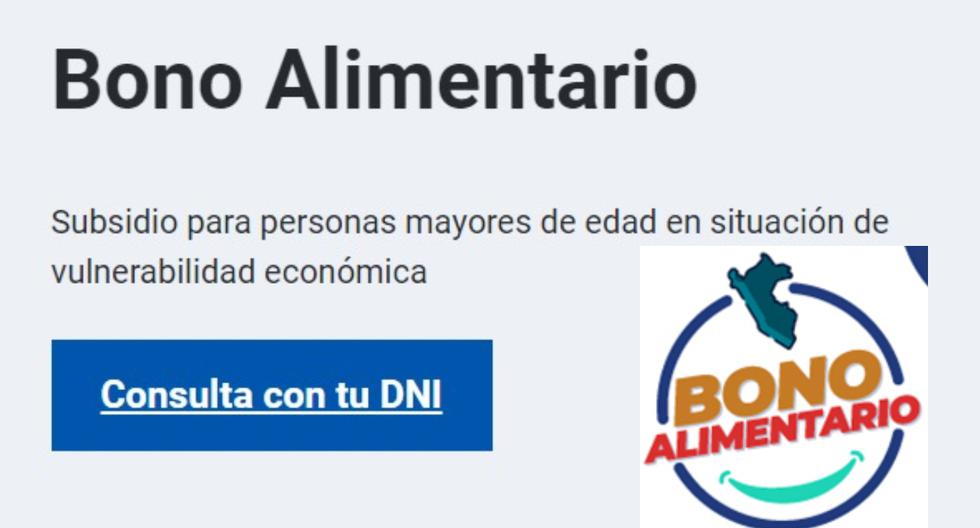 Bono Alimentario
Subsidio para personas mayores de edad en situación de
vulnerabilidad económica
Consulta con tu DNI
BONO
ALIMENTARIO